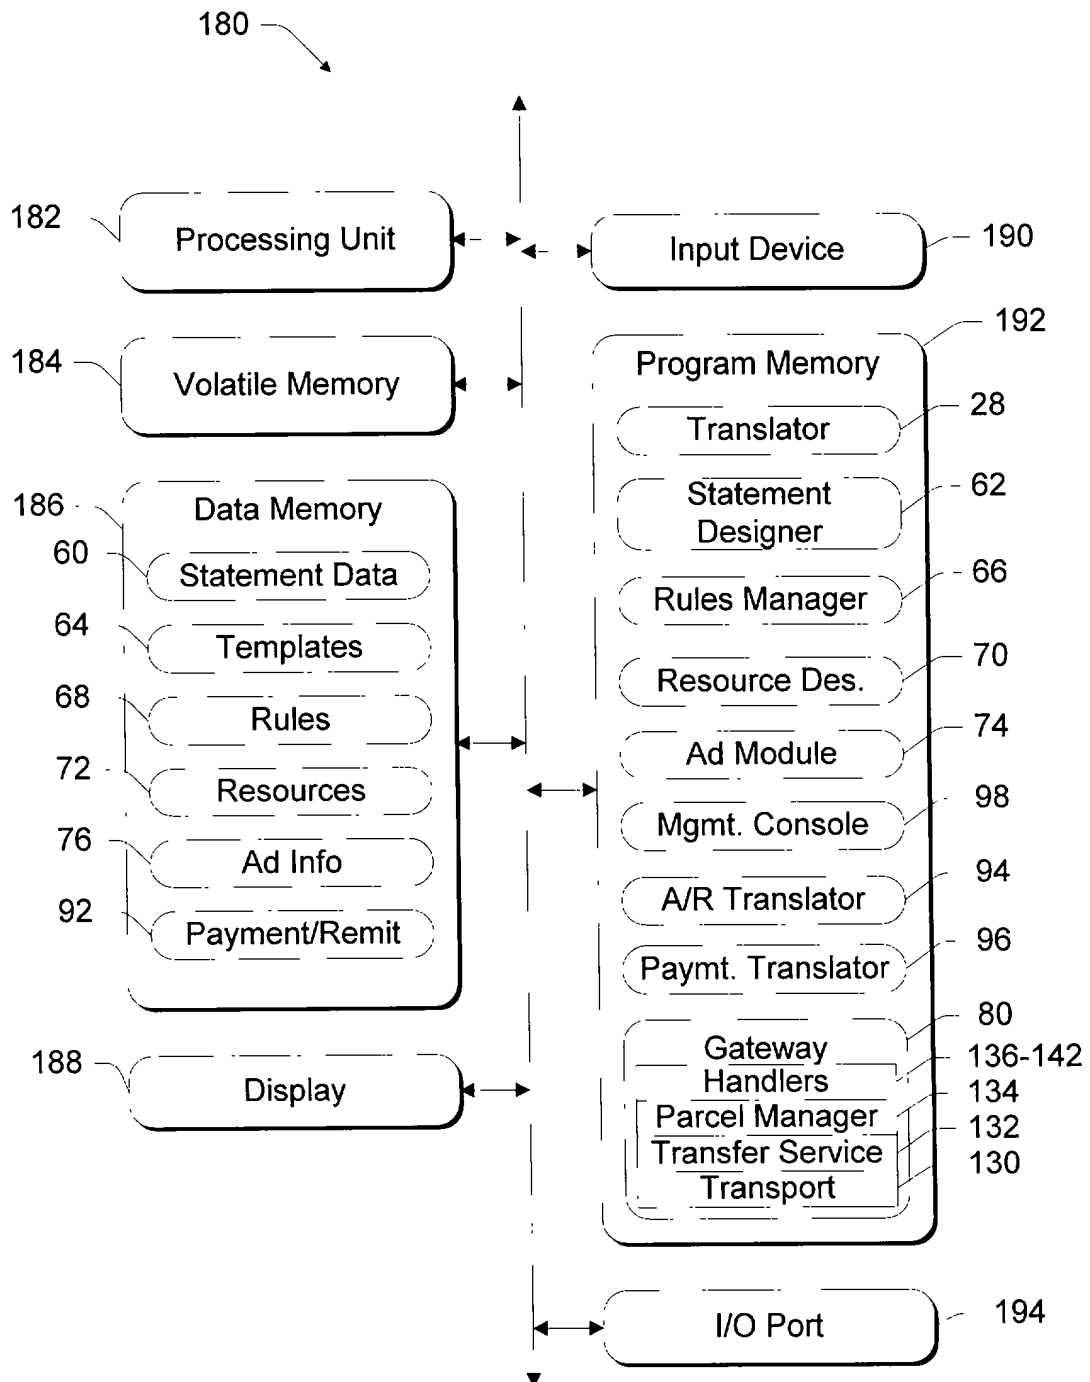 180
182
Processing Unit
Input Device
190
184
Volatile Memory
192
Program Memory
Translator
28
Statement
Designer
62
Rules Manager
66
Resource Des.
70
Ad Module
74
Mgmt. Console
98
A/R Translator
94
Paymt. Translator
96
80
Gateway
Handlers
136-142
Parcel Manager
134
Transfer Service
132
Transport
130
186
Data Memory
60
Statement Data
64
Templates
68
Rules
72
Resources
76
Ad Info
92
Payment/Remit
188
Display
I/O Port
194